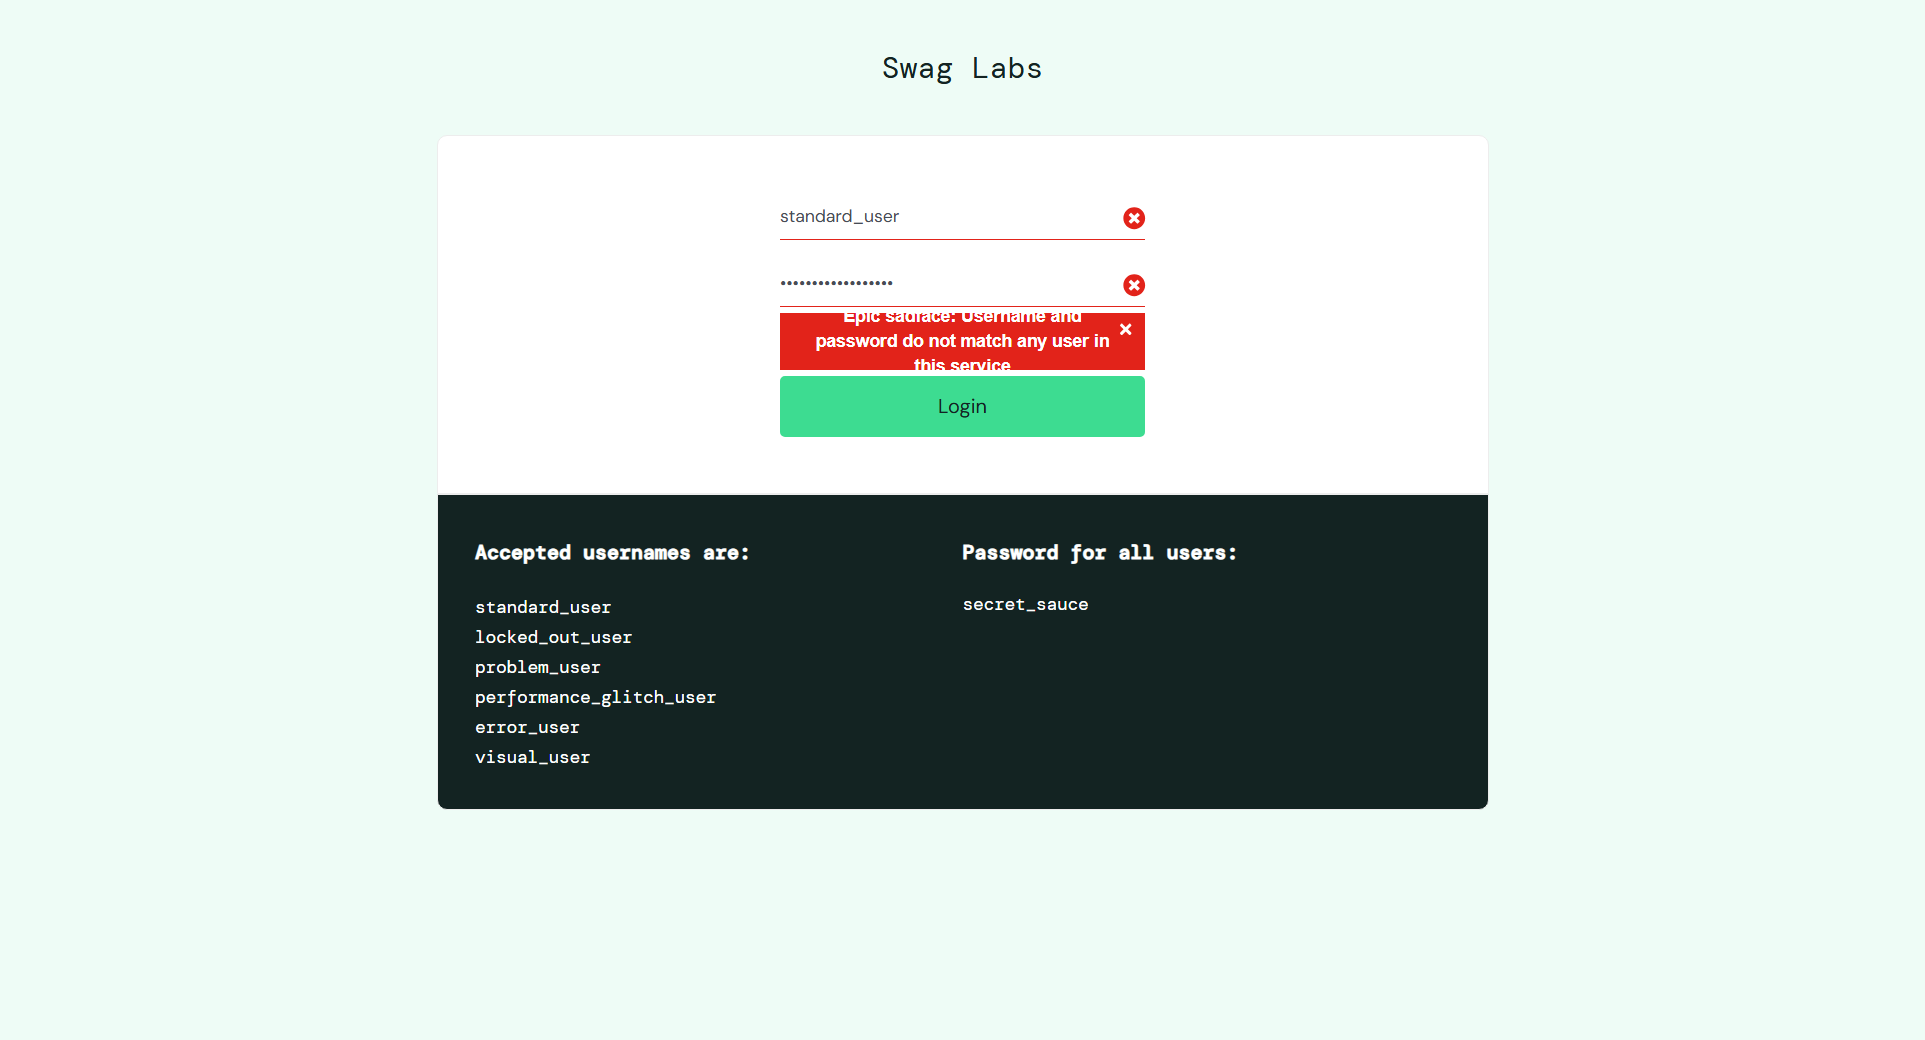 Swag Labs
standard_user
••••••••••••••••••
Epic sadface: Username and
password do not match any user in
this service
Login
Accepted usernames are:
standard_user
locked_out_user
problem_user
performance_glitch_user
error_user
visual_user
Password for all users:
secret_sauce